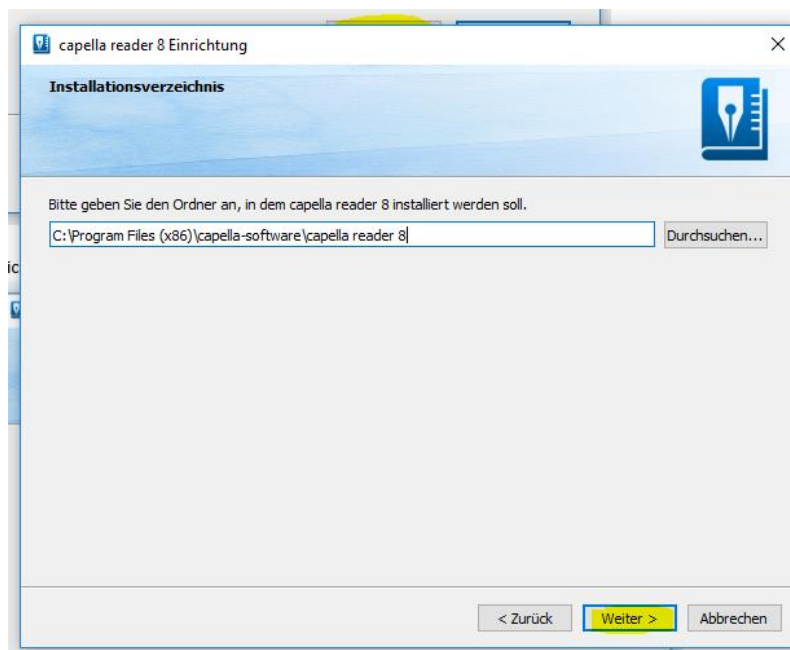 capella reader 8 Einrichtung
Installationsverzeichnis
Bitte geben Sie den Ordner an, in dem capella reader 8 installiert werden soll.
C:\Program Files (x86)\capella-software\capella reader 8
Durchsuchen...
ic
< Zurück
Weiter >
Abbrechen